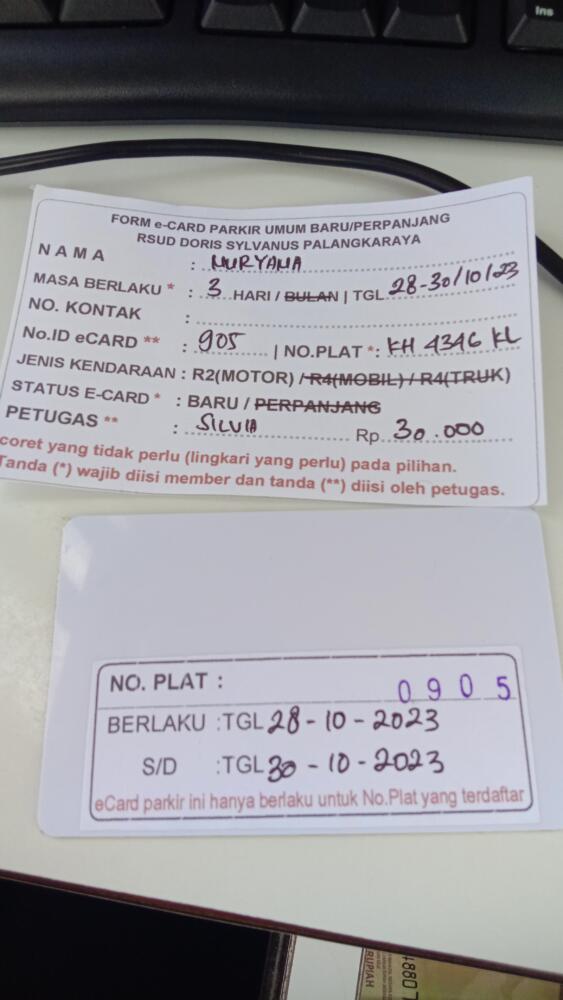 Ins
FORM e-CARD PARKIR UMUM BARU/PERPANJANG
RSUD DORIS SYLVANUS PALANGKARAYA
NAMA : NURYANA
MASA BERLAKU * : 3 HARI / BULAN | TGL 28-30/10/23
NO. KONTAK :
No.ID eCARD ** : 905 | NO.PLAT *: KH 4346 KL
JENIS KENDARAAN : R2(MOTOR) / R4(MOBIL) / R4(TRUK)
STATUS E-CARD * : BARU / PERPANJANG
PETUGAS ** : SILVIA Rp. 30.000
coret yang tidak perlu (lingkari yang perlu) pada pilihan.
Tanda (*) wajib diisi member dan tanda (**) diisi oleh petugas.
NO. PLAT : 0905
BERLAKU :TGL 28-10-2023
S/D :TGL 30-10-2023
eCard parkir ini hanya berlaku untuk No.Plat yang terdaftar
RUPIAH